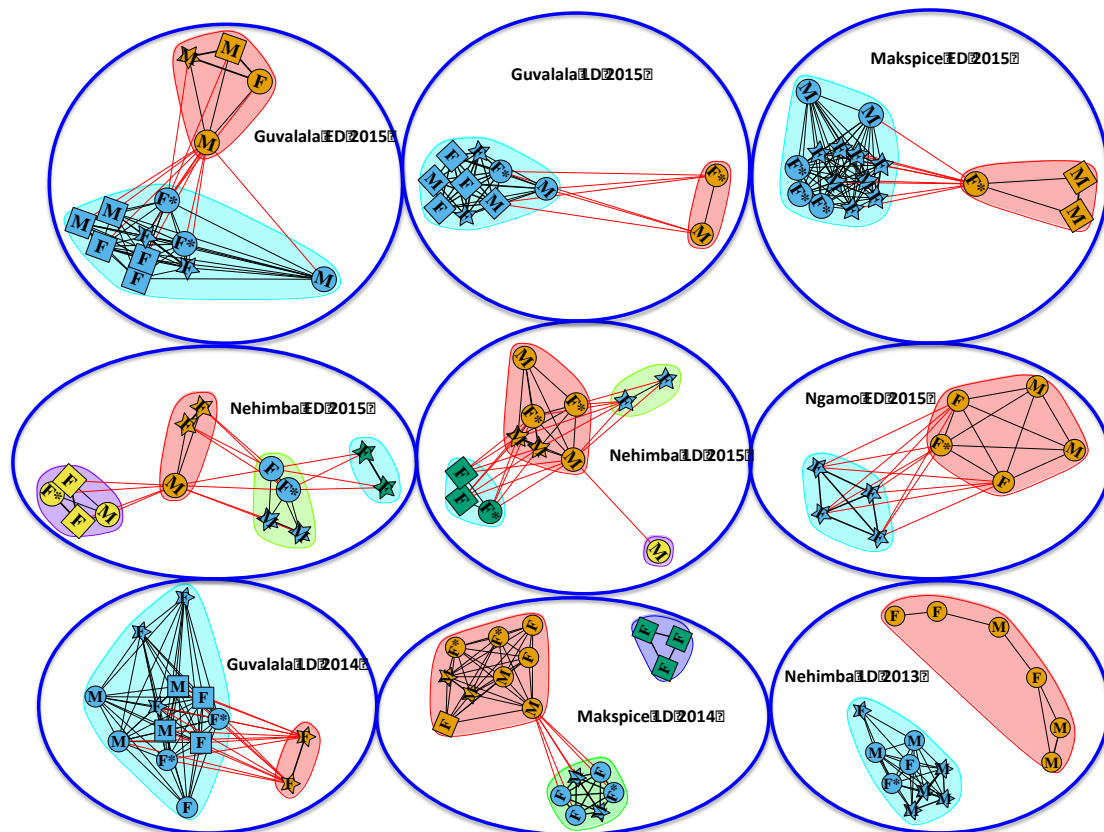 Guvalala ED 2015
M
M
F
M
F*
M
M
F
F
F*
F
F
F
M
Guvalala LD 2015
F
F
F*
M
F
M
F
M
F
F*
M
Makspice ED 2015
M
M
F*
F*
F*
F*
M
M
Nehimba ED 2015
F
F
M
F*
F
F
M
F
F*
M
M
F
F
Nehimba LD 2015
M
F*
F*
M
F
F
F
F
F*
M
Ngamo ED 2015
F
M
F*
M
F
F
F
F
F
Guvalala LD 2014
F
F
M
M
F
F
F*
M
M
F
F*
F
F
F
Makspice LD 2014
F*
F*
F
F
M
M
M
F
M
F
F
F
F
M
F
F*
F
F
Nehimba LD 2013
F
F
M
F
M
M
F
M
M
F
F*
M
M
M
M